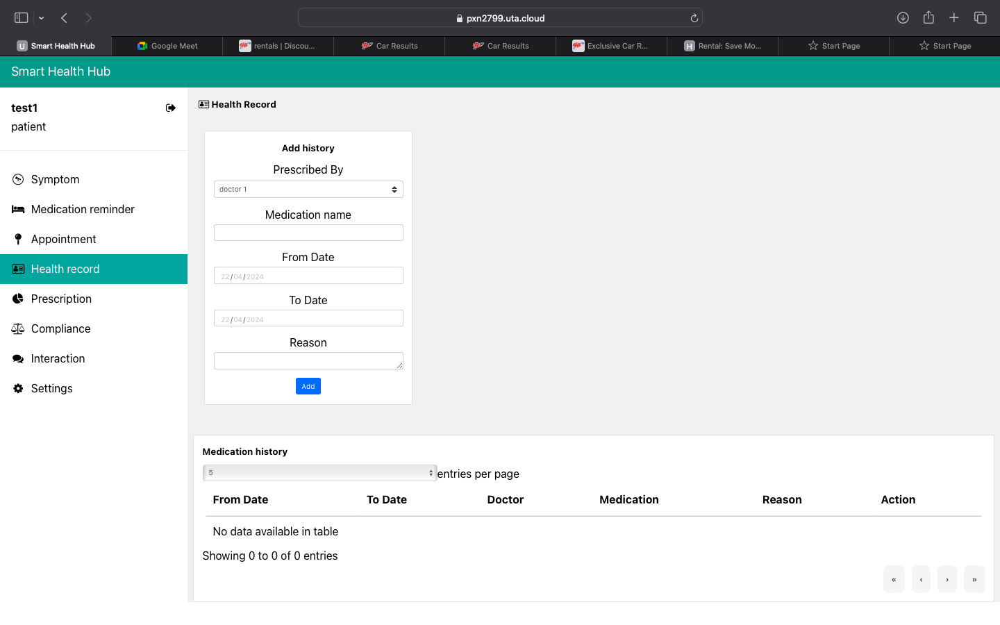 pxn2799.uta.cloud
U Smart Health Hub
Google Meet
rentals | Discou...
Car Results
Car Results
Exclusive Car R...
H Rental: Save Mo...
Start Page
Start Page
Smart Health Hub
test1
patient
Symptom
Medication reminder
Appointment
Health record
Prescription
Compliance
Interaction
Settings
Health Record
Add history
Prescribed By
doctor 1
Medication name
From Date
22/04/2024
To Date
22/04/2024
Reason
Add
Medication history
5 entries per page
From Date To Date Doctor Medication Reason Action
No data available in table
Showing 0 to 0 of 0 entries
« ‹ › »